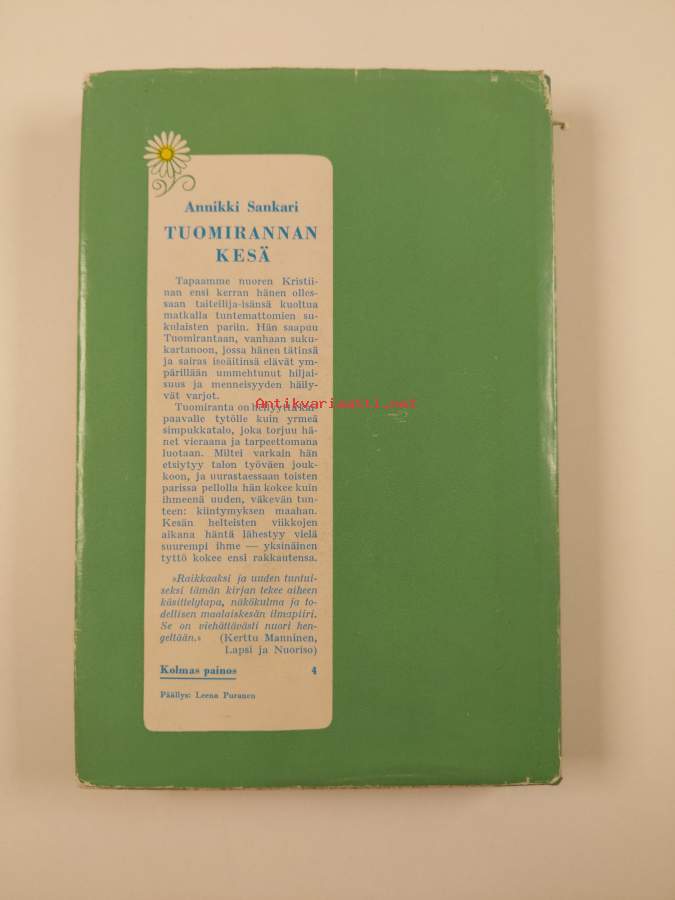 Annikki Sankari
TUOMIRANNAN
KESÄ
Tapaamme nuoren Kristii-
nan ensi kerran hänen olles-
saan taiteilija-isänsä kuoltua
matkalla tuntemattomien su-
kulaisten pariin. Hän saapuu
Tuomirantaan, vanhaan suku-
kartanoon, jossa hänen tätinsä
ja sairas isoäitinsä elävät ym-
pärillään ummehtunut hiljai-
suus ja menneisyyden häily-
vät varjot.
Antikvariaatti.net
Tuomiranta on hellyyttä kai-
paavalle tytölle kuin yrmeä
simpukkatalo, joka torjuu hä-
net vieraana ja tarpeettomana
luotaan. Miltei varkain hän
etsiytyy talon työväen jouk-
koon, ja uurastaessaan toisten
parissa pellolla hän kokee kuin
ihmeenä uuden, väkevän tun-
teen: kiintymyksen maahan.
Kesän helteisten viikkojen
aikana häntä lähestyy vielä
suurempi ihme — yksinäinen
tyttö kokee ensi rakkautensa.
»Raikkaaksi ja uuden tuntui-
seksi tämän kirjan tekee aiheen
käsittelytapa, näkökulma ja to-
dellisen maalaiskesän ilmapiiri.
Se on viehättävästi nuori hen-
geltään.» (Kerttu Manninen,
Lapsi ja Nuoriso)
Kolmas painos 4
Päällys: Leena Puranen